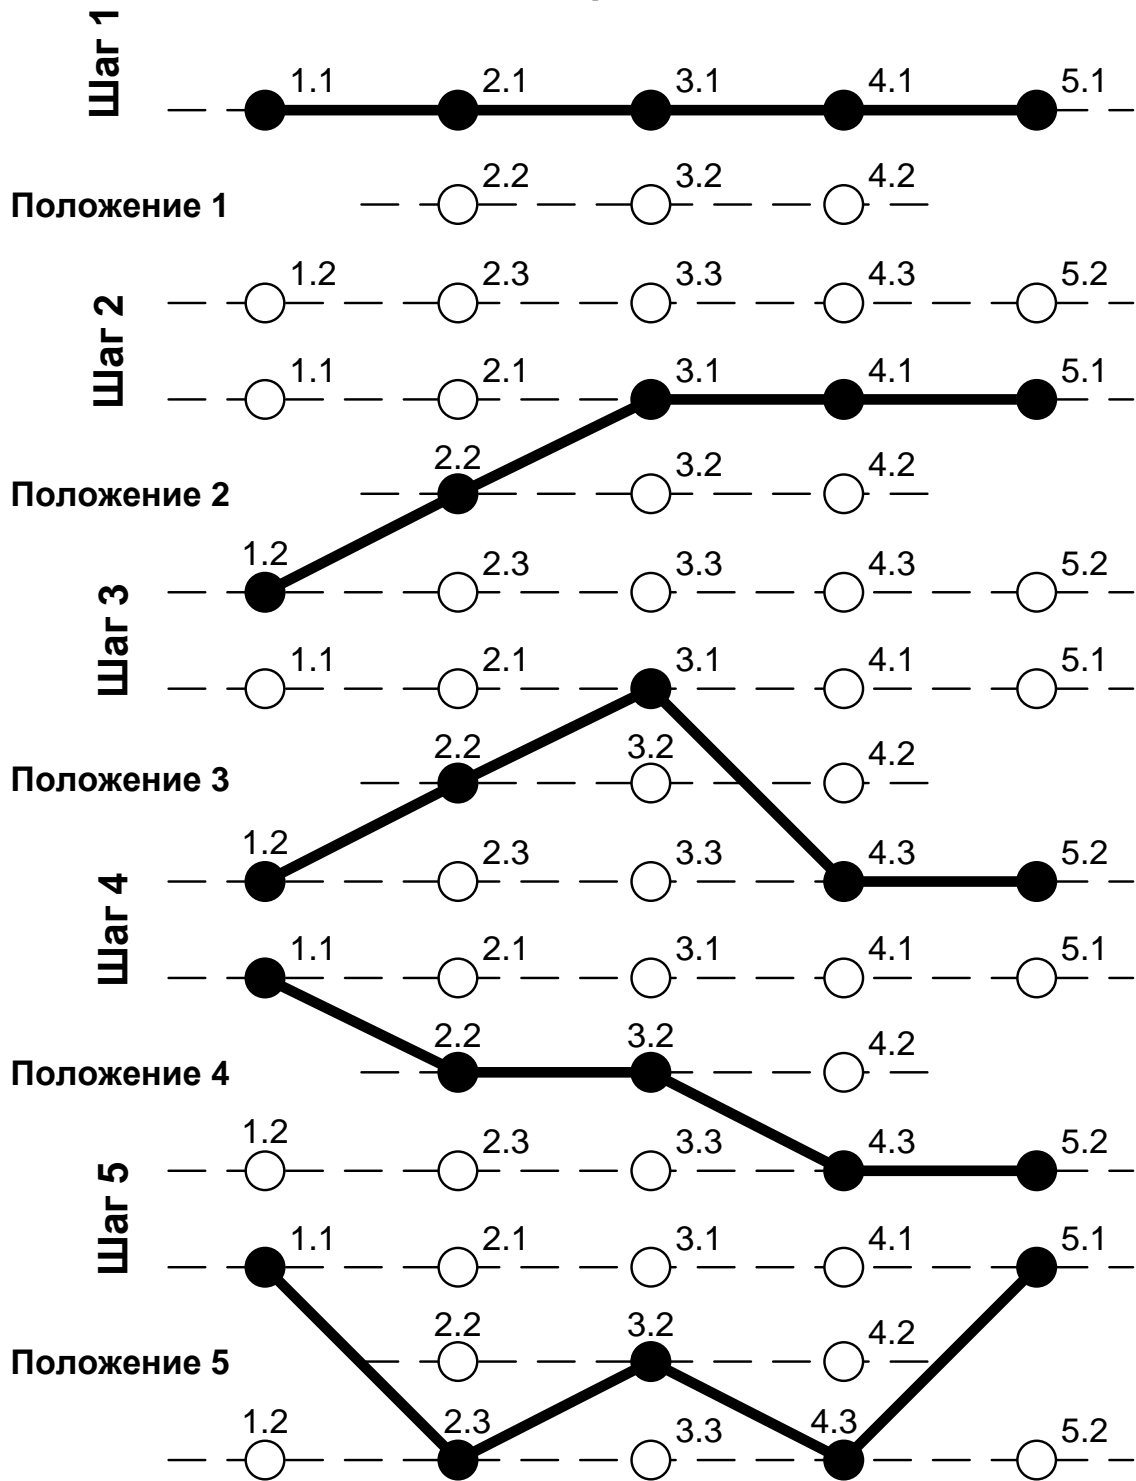 Шаг 1
1.1 2.1 3.1 4.1 5.1
Положение 1
2.2 3.2 4.2
1.2 2.3 3.3 4.3 5.2
Шаг 2
1.1 2.1 3.1 4.1 5.1
Положение 2
2.2 3.2 4.2
1.2 2.3 3.3 4.3 5.2
Шаг 3
1.1 2.1 3.1 4.1 5.1
Положение 3
2.2 3.2 4.2
1.2 2.3 3.3 4.3 5.2
Шаг 4
1.1 2.1 3.1 4.1 5.1
Положение 4
2.2 3.2 4.2
1.2 2.3 3.3 4.3 5.2
Шаг 5
1.1 2.1 3.1 4.1 5.1
Положение 5
2.2 3.2 4.2
1.2 2.3 4.3 3.3 5.2